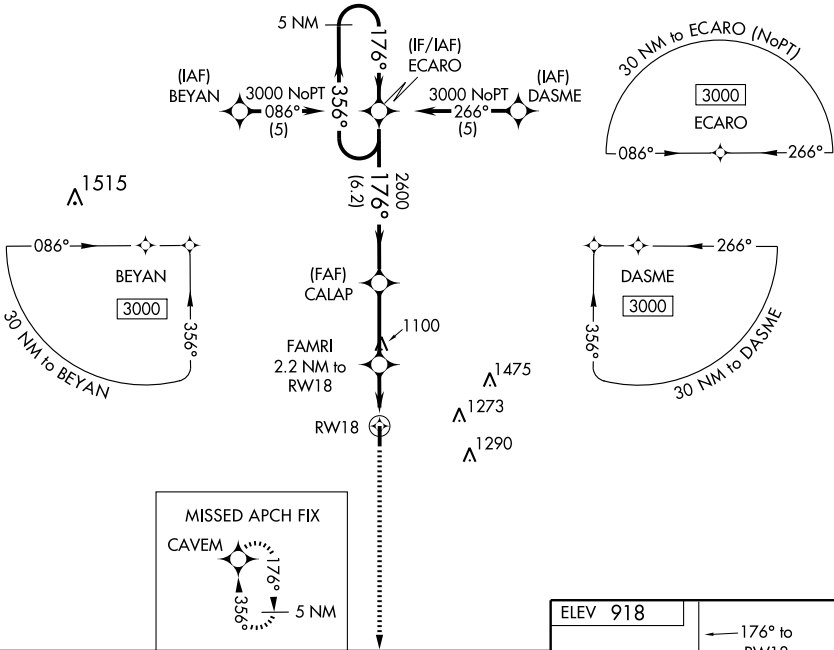 5 NM
176°
356°
(IF/IAF)
ECARO
(IAF)
BEYAN
3000 NoPT
086°
(5)
3000 NoPT
266°
(5)
(IAF)
DASME
30 NM to ECARO (NoPT)
3000
ECARO
086°
266°
1515
2600
176°
(6.2)
086°
BEYAN
3000
356°
30 NM to BEYAN
(FAF)
CALAP
266°
DASME
3000
356°
30 NM to DASME
1100
FAMRI
2.2 NM to
RW18
1475
1273
1290
RW18
MISSED APCH FIX
CAVEM
176°
356°
5 NM
ELEV 918
176° to
RW18